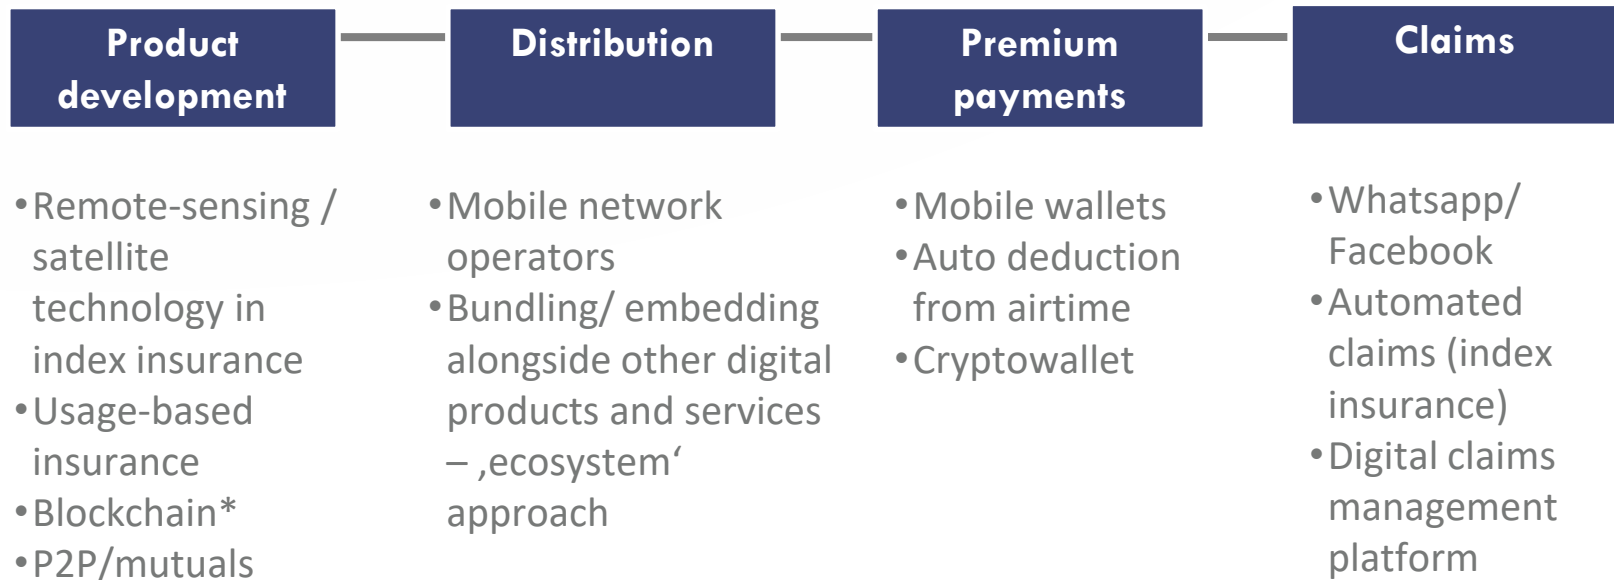 Product
development
Distribution
Premium
payments
Claims
•Remote-sensing /
satellite
technology in
index insurance
•Usage-based
insurance
•Blockchain*
•P2P/mutuals
•Mobile network
operators
•Bundling/ embedding
alongside other digital
products and services
– ‚ecosystem‘
approach
•Mobile wallets
•Auto deduction
from airtime
•Cryptowallet
•Whatsapp/
Facebook
•Automated
claims (index
insurance)
•Digital claims
management
platform